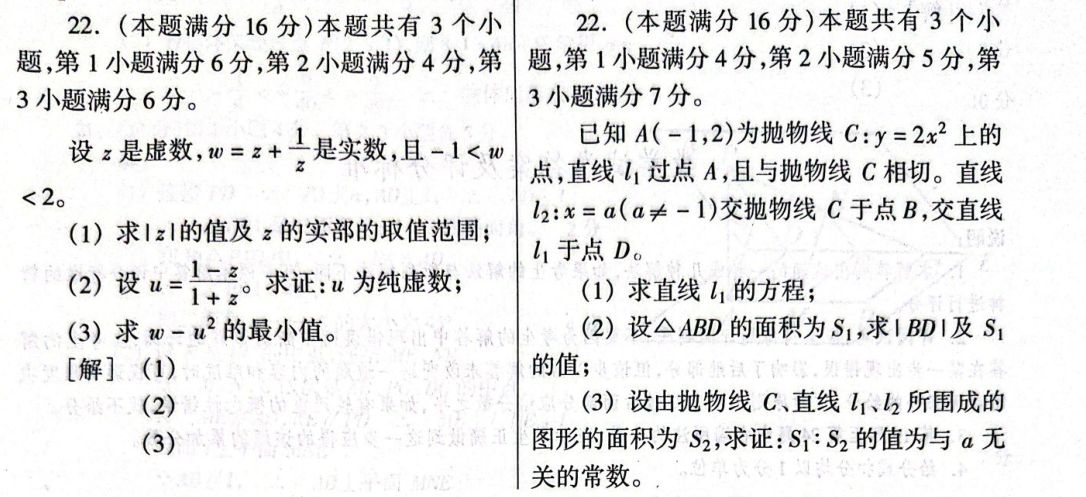 22. (本题满分 16 分)本题共有 3 个小
题,第 1 小题满分 6 分,第 2 小题满分 4 分,第
3 小题满分 6 分。
设 z 是虚数, w = z + 1/z 是实数,且 -1 < w
< 2。
(1) 求|z|的值及 z 的实部的取值范围;
(2) 设 u = (1 - z)/(1 + z)。求证:u 为纯虚数;
(3) 求 w - u² 的最小值。
[解] (1)
(2)
(3)
22. (本题满分 16 分)本题共有 3 个小
题,第 1 小题满分 4 分,第 2 小题满分 5 分,第
3 小题满分 7 分。
已知 A(-1,2)为抛物线 C:y = 2x² 上的
点,直线 l₁ 过点 A,且与抛物线 C 相切。直线
l₂:x = a(a ≠ -1)交抛物线 C 于点 B,交直线
l₁ 于点 D。
(1) 求直线 l₁ 的方程;
(2) 设△ABD 的面积为 S₁,求|BD|及 S₁
的值;
(3) 设由抛物线 C、直线 l₁、l₂ 所围成的
图形的面积为 S₂,求证:S₁:S₂ 的值为与 a 无
关的常数。